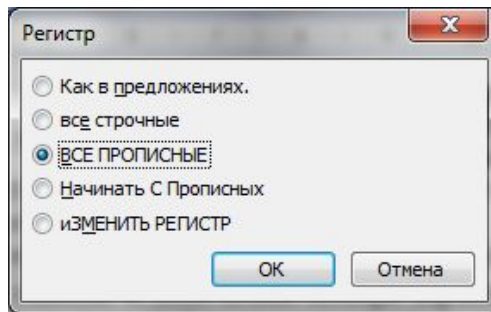 Регистр
Как в предложениях.
все строчные
ВСЕ ПРОПИСНЫЕ
Начинать С Прописных
иЗМЕНИТЬ РЕГИСТР
ОК
Отмена